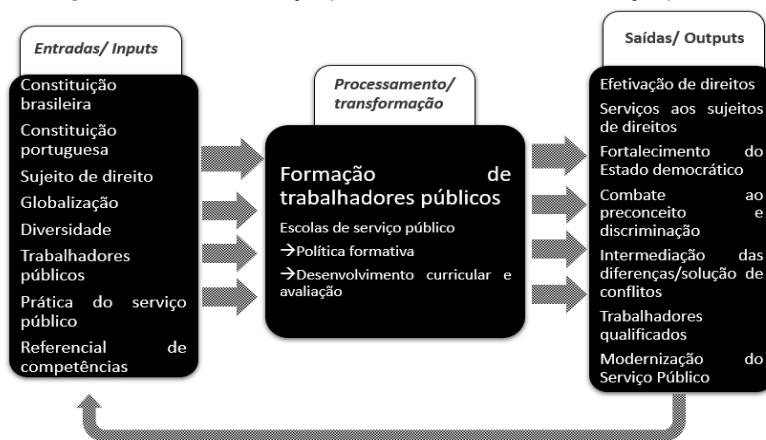 Entradas/ Inputs
Constituição
brasileira
Constituição
portuguesa
Sujeito de direito
Globalização
Diversidade
Trabalhadores
públicos
Prática do serviço
público
Referencial de
competências
Processamento/
transformação
Formação de
trabalhadores públicos
Escolas de serviço público
→Política formativa
→Desenvolvimento curricular e
avaliação
Saídas/ Outputs
Efetivação de direitos
Serviços aos sujeitos
de direitos
Fortalecimento do
Estado democrático
Combate ao
preconceito e
discriminação
Intermediação das
diferenças/solução de
conflitos
Trabalhadores
qualificados
Modernização do
Serviço Público